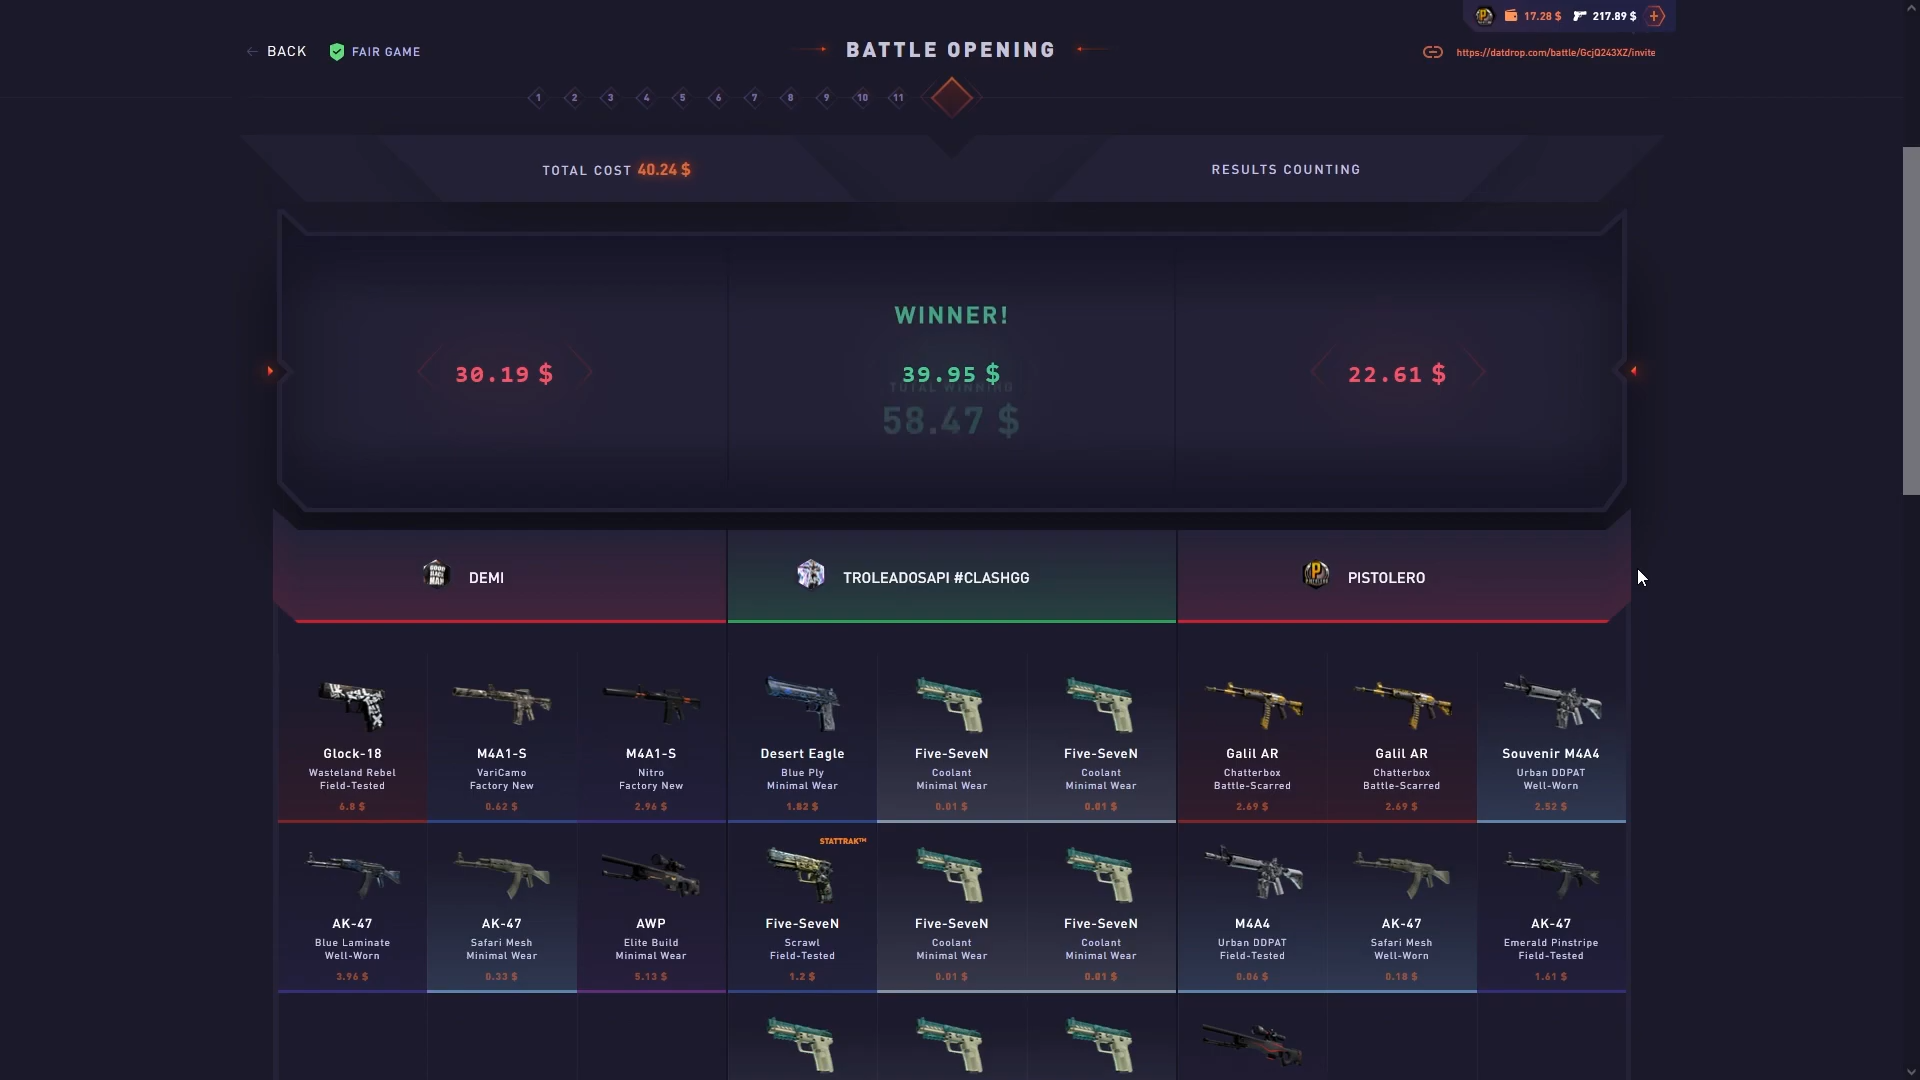 17.28 $
217.89 $
BACK
FAIR GAME
BATTLE OPENING
https://datdrop.com/battle/GcjQ243XZ/invite
1 2 3 4 5 6 7 8 9 10 11
TOTAL COST 40.24 $
RESULTS COUNTING
WINNER!
30.19 $
39.95 $
22.61 $
TOTAL WINNING
58.47 $
DEMI
TROLEADOSAPI #CLASHGG
PISTOLERO
Glock-18
Wasteland Rebel
Field-Tested
6.8 $
M4A1-S
VariCamo
Factory New
0.62 $
M4A1-S
Nitro
Factory New
2.96 $
Desert Eagle
Blue Ply
Minimal Wear
1.82 $
Five-SeveN
Coolant
Minimal Wear
0.01 $
Five-SeveN
Coolant
Minimal Wear
0.01 $
Galil AR
Chatterbox
Battle-Scarred
2.69 $
Galil AR
Chatterbox
Battle-Scarred
2.69 $
Souvenir M4A4
Urban DDPAT
Well-Worn
2.52 $
AK-47
Blue Laminate
Well-Worn
3.96 $
AK-47
Safari Mesh
Minimal Wear
0.33 $
AWP
Elite Build
Minimal Wear
5.13 $
STATTRAK™
Five-SeveN
Scrawl
Field-Tested
1.2 $
Five-SeveN
Coolant
Minimal Wear
0.01 $
Five-SeveN
Coolant
Minimal Wear
0.01 $
M4A4
Urban DDPAT
Field-Tested
0.06 $
AK-47
Safari Mesh
Well-Worn
0.18 $
AK-47
Emerald Pinstripe
Field-Tested
1.61 $